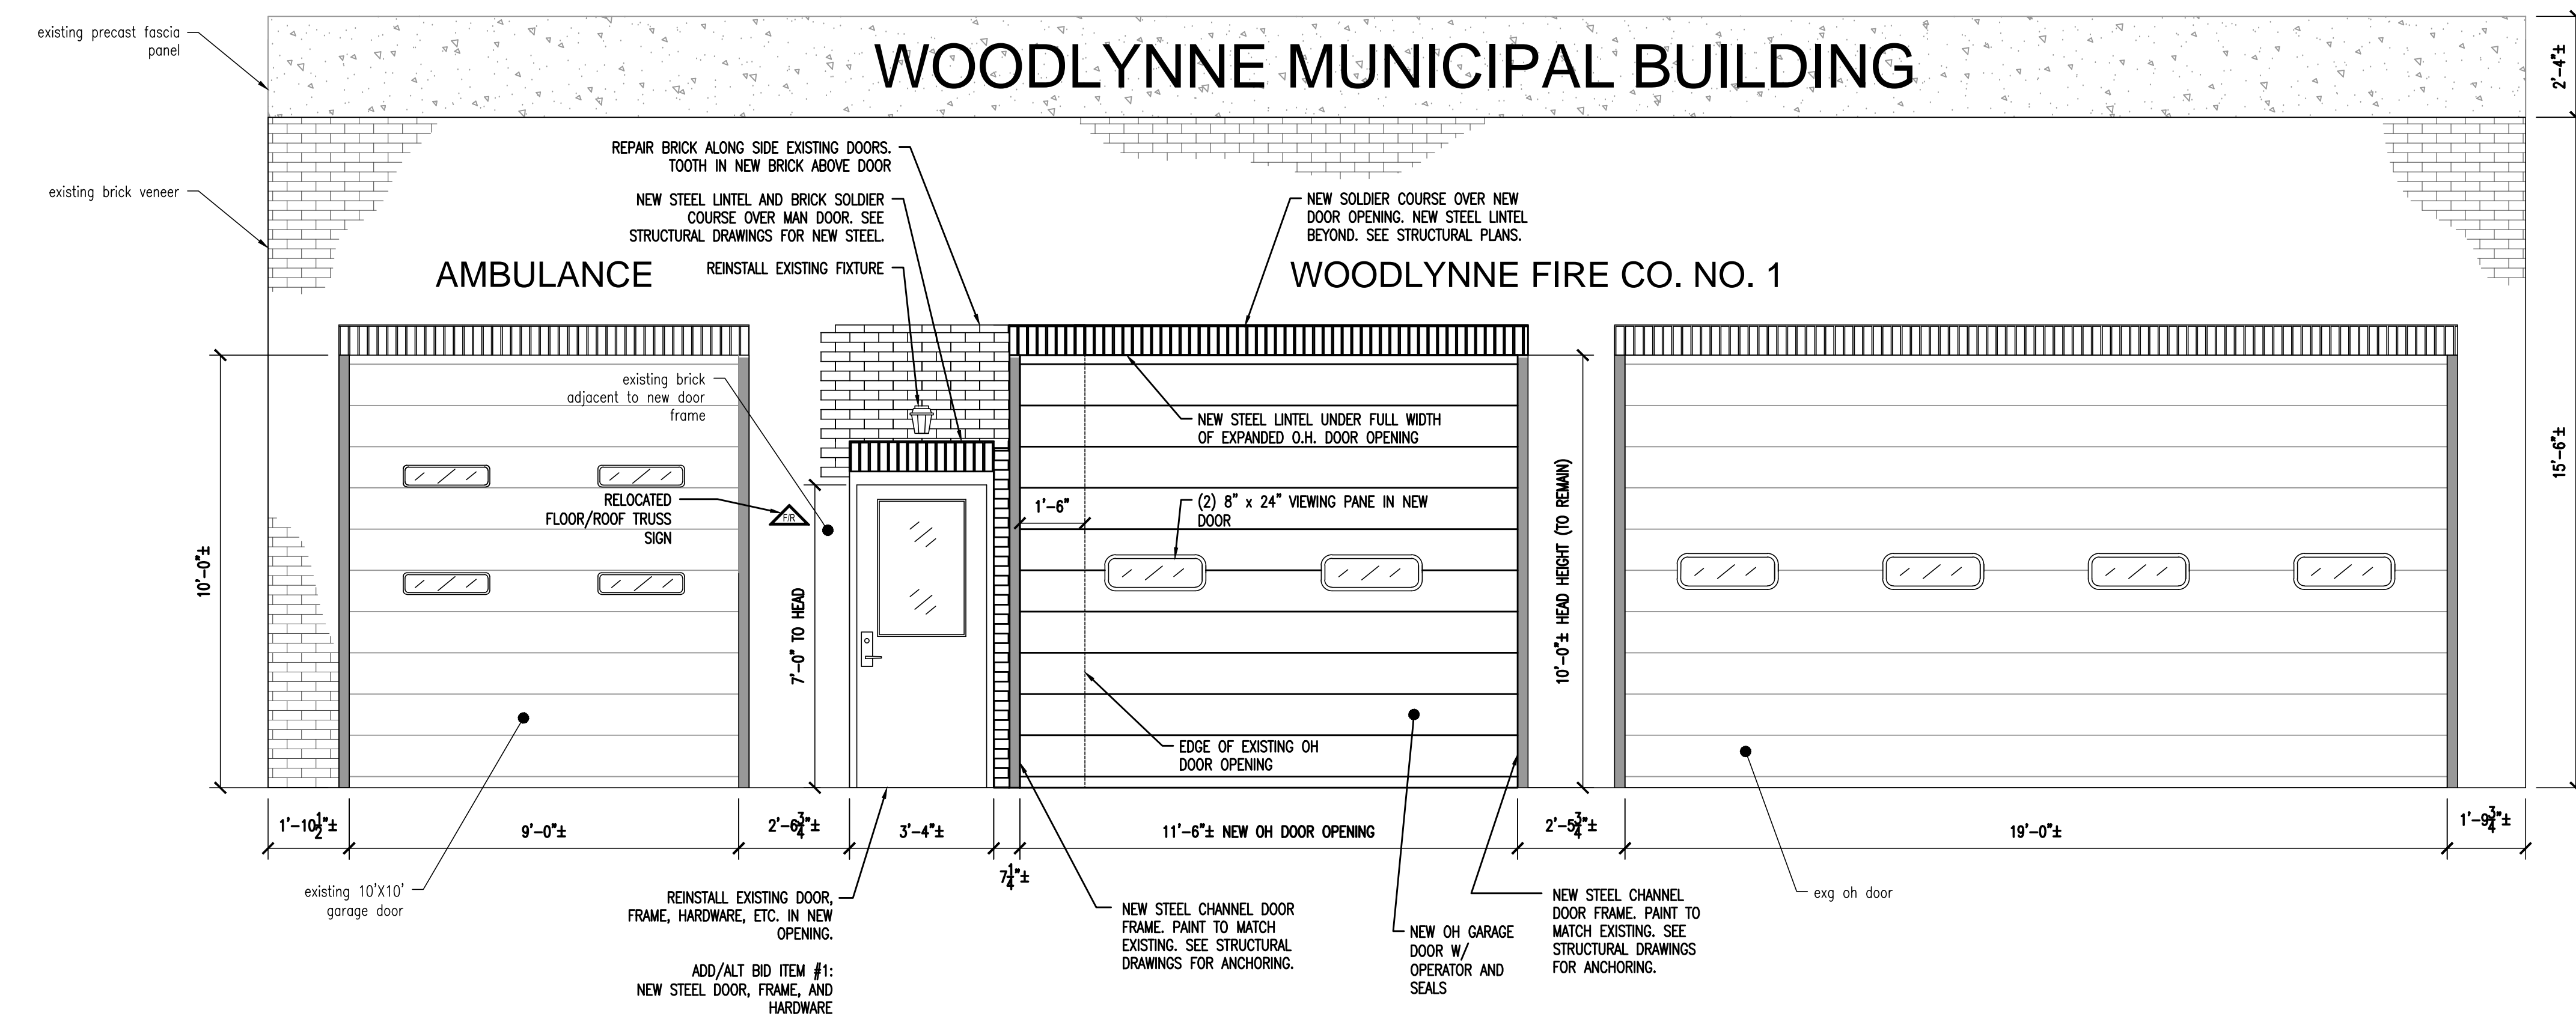 existing precast fascia
panel
WOODLYNNE MUNICIPAL BUILDING
2'-4"±
existing brick veneer
REPAIR BRICK ALONG SIDE EXISTING DOORS.
TOOTH IN NEW BRICK ABOVE DOOR
NEW STEEL LINTEL AND BRICK SOLDIER
COURSE OVER MAN DOOR. SEE
STRUCTURAL DRAWINGS FOR NEW STEEL.
REINSTALL EXISTING FIXTURE
NEW SOLDIER COURSE OVER NEW
DOOR OPENING. NEW STEEL LINTEL
BEYOND. SEE STRUCTURAL PLANS.
AMBULANCE
WOODLYNNE FIRE CO. NO. 1
existing brick
adjacent to new door
frame
NEW STEEL LINTEL UNDER FULL WIDTH
OF EXPANDED O.H. DOOR OPENING
RELOCATED
FLOOR/ROOF TRUSS
SIGN
F/R
1'-6"
(2) 8" x 24" VIEWING PANE IN NEW
DOOR
10'-0"±
7'-0" TO HEAD
10'-0"± HEAD HEIGHT (TO REMAIN)
15'-6"±
EDGE OF EXISTING OH
DOOR OPENING
1'-10 1/2"±
9'-0"±
2'-6 3/4"±
3'-4"±
7 1/4"±
11'-6"± NEW OH DOOR OPENING
2'-5 3/4"±
19'-0"±
1'-9 3/4"±
existing 10'X10'
garage door
REINSTALL EXISTING DOOR,
FRAME, HARDWARE, ETC. IN NEW
OPENING.
ADD/ALT BID ITEM #1:
NEW STEEL DOOR, FRAME, AND
HARDWARE
NEW STEEL CHANNEL DOOR
FRAME. PAINT TO MATCH
EXISTING. SEE STRUCTURAL
DRAWINGS FOR ANCHORING.
NEW OH GARAGE
DOOR W/
OPERATOR AND
SEALS
NEW STEEL CHANNEL
DOOR FRAME. PAINT TO
MATCH EXISTING. SEE
STRUCTURAL DRAWINGS
FOR ANCHORING.
exg oh door